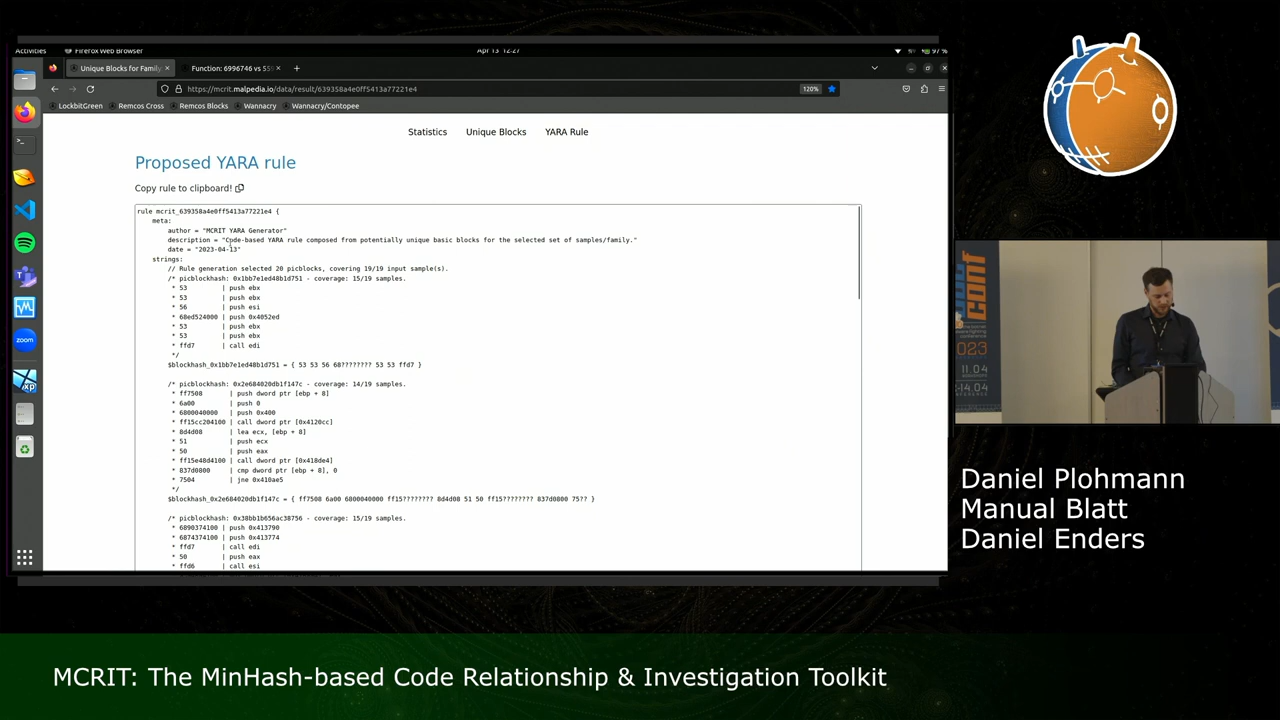 Activities
Firefox Web Browser
Apr 13 12:27
97 %
Unique Blocks for Family ×
Function: 6996746 vs 559 ×
+
https://mcrit.malpedia.io/data/result/639358a4e0ff5413a77221e4
120%
LockbitGreen
Remcos Cross
Remcos Blocks
Wannacry
Wannacry/Contopee
Statistics
Unique Blocks
YARA Rule
Proposed YARA rule
Copy rule to clipboard!
rule mcrit_639358a4e0ff5413a77221e4 {
meta:
author = "MCRIT YARA Generator"
description = "Code-based YARA rule composed from potentially unique basic blocks for the selected set of samples/family."
date = "2023-04-13"
strings:
// Rule generation selected 20 picblocks, covering 19/19 input sample(s).
/* picblockhash: 0x1bb7e1ed48b1d751 - coverage: 15/19 samples.
* 53 | push ebx
* 53 | push ebx
* 56 | push esi
* 68ed524000 | push 0x4052ed
* 53 | push ebx
* 53 | push ebx
* ffd7 | call edi
*/
$blockhash_0x1bb7e1ed48b1d751 = { 53 53 56 68???????? 53 53 ffd7 }
/* picblockhash: 0x2e684020db1f147c - coverage: 14/19 samples.
* ff7508 | push dword ptr [ebp + 8]
* 6a00 | push 0
* 6800040000 | push 0x400
* ff15cc204100 | call dword ptr [0x4120cc]
* 8d4d08 | lea ecx, [ebp + 8]
* 51 | push ecx
* 50 | push eax
* ff15e48d4100 | call dword ptr [0x418de4]
* 837d0800 | cmp dword ptr [ebp + 8], 0
* 7504 | jne 0x410ae5
*/
$blockhash_0x2e684020db1f147c = { ff7508 6a00 6800040000 ff15???????? 8d4d08 51 50 ff15???????? 837d0800 75?? }
/* picblockhash: 0x38bb1b656ac38756 - coverage: 15/19 samples.
* 6890374100 | push 0x413790
* 6874374100 | push 0x413774
* ffd7 | call edi
* 50 | push eax
* ffd6 | call esi
zoom
XP
conf
023
11.04
-14.04
Daniel Plohmann
Manual Blatt
Daniel Enders
MCRIT: The MinHash-based Code Relationship & Investigation Toolkit